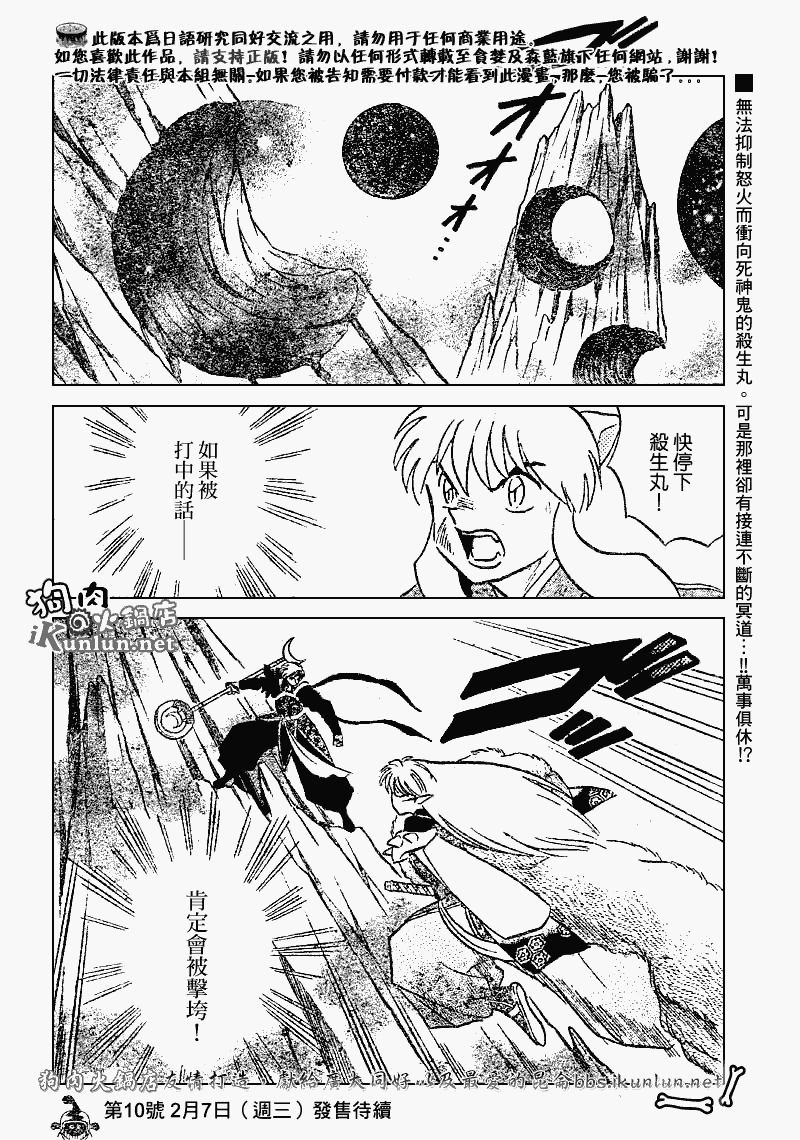 此版本爲日語研究同好交流之用，請勿用于任何商業用途。
如您喜歡此作品，請支持正版！請勿以任何形式轉載至貪婪及森藍旗下任何網站，謝謝！
一切法律責任與本組無關。如果您被告知需要付款才能看到此漫畫，那麼，您被騙了...
■無法抑制怒火而衝向死神鬼的殺生丸。可是那裡卻有接連不斷的冥道…!!萬事俱休!?
オオオ…
快停下
殺生丸！
如果被
打中的話——
狗肉火鍋店
iKunlun.net
肯定會被擊垮！
狗肉火鍋店友情打造 獻給廣大同好以及最愛的昆侖bbs.ikunlun.net
第10號 2月7日（週三）發售待續